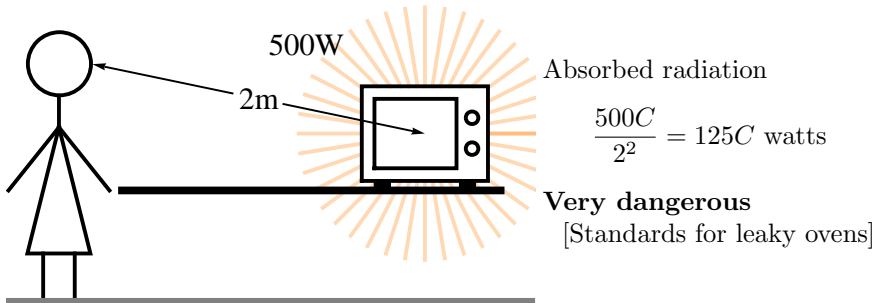 500W
2m
Absorbed radiation
500C / 2² = 125C watts
Very dangerous
[Standards for leaky ovens]